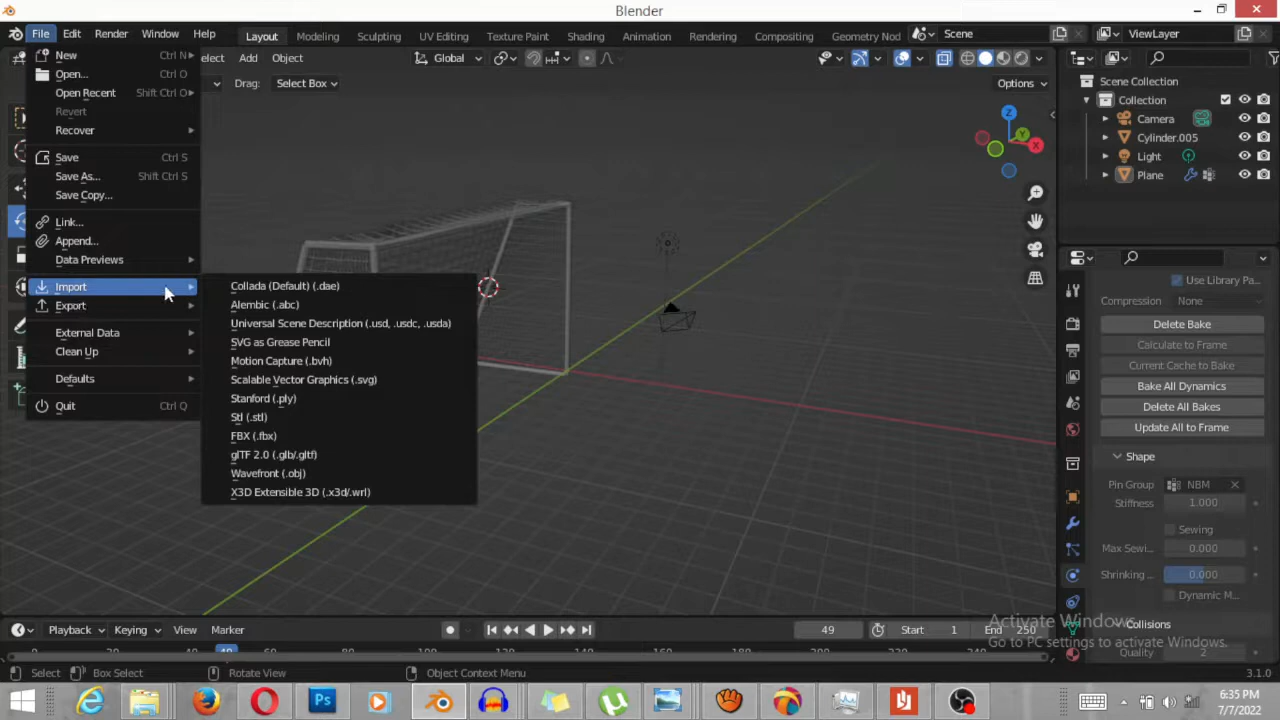 Blender
File Edit Render Window Help Layout Modeling Sculpting UV Editing Texture Paint Shading Animation Rendering Compositing Geometry Nod Scene ViewLayer
New Ctrl N
Open... Ctrl O
Open Recent Shift Ctrl O
Revert
Recover
Save Ctrl S
Save As... Shift Ctrl S
Save Copy...
Link...
Append...
Data Previews
Import
Export
External Data
Clean Up
Defaults
Quit Ctrl Q
Collada (Default) (.dae)
Alembic (.abc)
Universal Scene Description (.usd, .usdc, .usda)
SVG as Grease Pencil
Motion Capture (.bvh)
Scalable Vector Graphics (.svg)
Stanford (.ply)
Stl (.stl)
FBX (.fbx)
glTF 2.0 (.glb/.gltf)
Wavefront (.obj)
X3D Extensible 3D (.x3d/.wrl)
elect Add Object Global
Drag: Select Box Options
Z
Y
X
Scene Collection
Collection
Camera
Cylinder.005
Light
Plane
Use Library Pa...
Compression None
Delete Bake
Calculate to Frame
Current Cache to Bake
Bake All Dynamics
Delete All Bakes
Update All to Frame
Shape
Pin Group NBM
Stiffness 1.000
Sewing
Max Sewi... 0.000
Shrinking ... 0.000
Dynamic M...
Collisions
Quality 2
Activate Windows
Go to PC settings to activate Windows.
Playback Keying View Marker 49 Start 1 End 250
Select Box Select Rotate View Object Context Menu 3.1.0
Ps
6:35 PM
7/7/2022